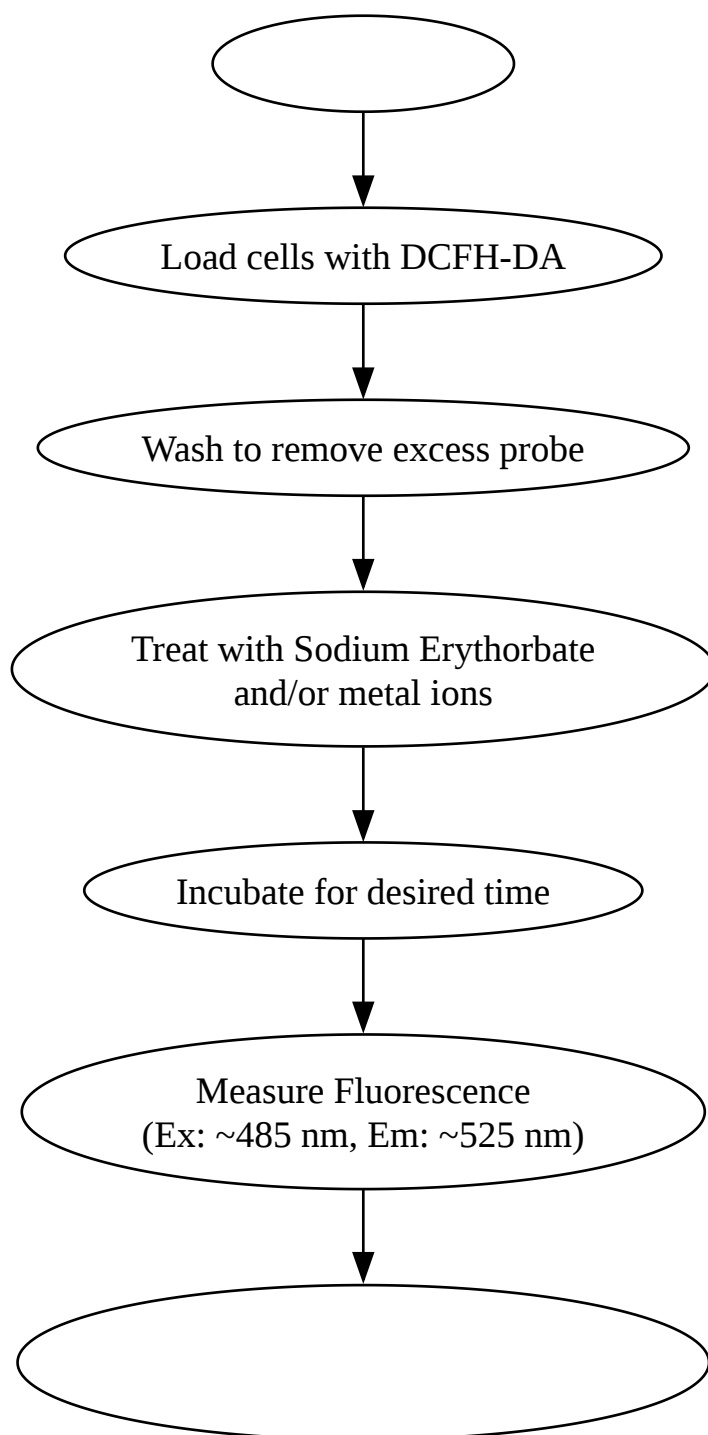 Load cells with DCFH-DA
Wash to remove excess probe
Treat with Sodium Erythorbate
and/or metal ions
Incubate for desired time
Measure Fluorescence
(Ex: ~485 nm, Em: ~525 nm)